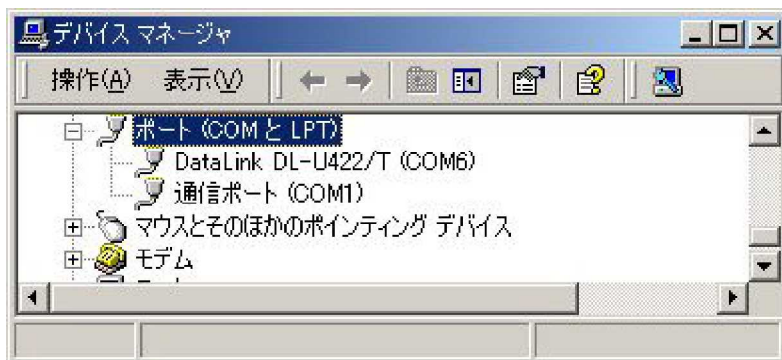 デバイス マネージャ
操作(A) 表示(V)
ポート (COM と LPT)
DataLink DL-U422/T (COM6)
通信ポート (COM1)
マウスとそのほかのポインティング デバイス
モデム